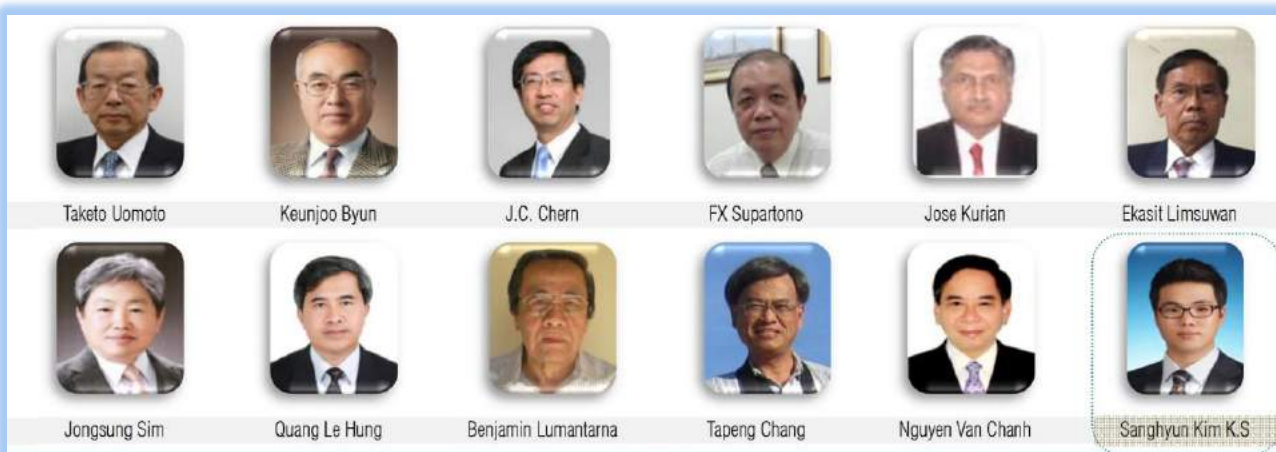 Taketo Uomoto Keunjoo Byun J.C. Chern FX Supartono Jose Kurian Ekasit Limsuwan
Jongsung Sim Quang Le Hung Benjamin Lumantarna Tapeng Chang Nguyen Van Chanh Sanghyun Kim K.S